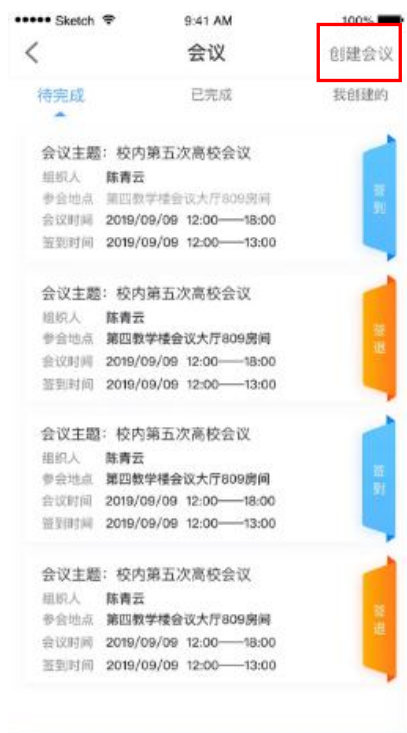 Sketch 9:41 AM 100%
会议 创建会议
待完成 已完成 我创建的
会议主题：校内第五次高校会议
组织人 陈青云
参会地点 第四教学楼会议大厅809房间
会议时间 2019/09/09 12:00——18:00
签到时间 2019/09/09 12:00——13:00
签到
会议主题：校内第五次高校会议
组织人 陈青云
参会地点 第四教学楼会议大厅809房间
会议时间 2019/09/09 12:00——18:00
签到时间 2019/09/09 12:00——13:00
签退
会议主题：校内第五次高校会议
组织人 陈青云
参会地点 第四教学楼会议大厅809房间
会议时间 2019/09/09 12:00——18:00
签到时间 2019/09/09 12:00——13:00
签到
会议主题：校内第五次高校会议
组织人 陈青云
参会地点 第四教学楼会议大厅809房间
会议时间 2019/09/09 12:00——18:00
签到时间 2019/09/09 12:00——13:00
签退